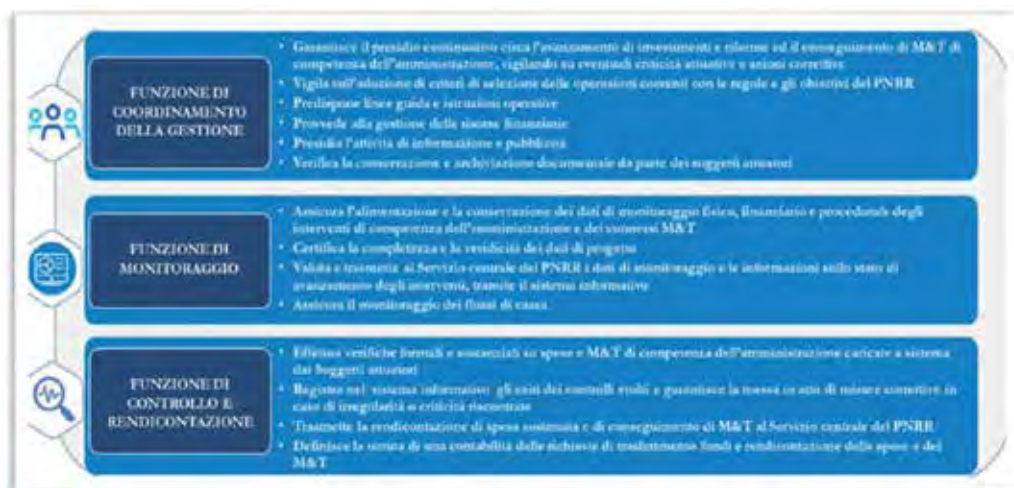 FUNZIONE DI
COORDINAMENTO
DELLA GESTIONE
• Garantisce il presidio continuativo circa l'avanzamento di investimenti e riforme ed il conseguimento di M&T di
competenza dell'amministrazione, vigilando su eventuali criticità attuative e azioni correttive
• Vigila sull'adozione di criteri di selezione delle operazioni coerenti con le regole e gli obiettivi del PNRR
• Predispone linee guida e istruzioni operative
• Provvede alla gestione delle risorse finanziarie
• Presidia l'attività di informazione e pubblicità
• Verifica la conservazione e archiviazione documentale da parte dei soggetti attuatori
FUNZIONE DI
MONITORAGGIO
• Assicura l'alimentazione e la conservazione dei dati di monitoraggio fisico, finanziario e procedurale degli
interventi di competenza dell'amministrazione e dei connessi M&T
• Certifica la completezza e la veridicità dei dati di progetto
• Valida e trasmette al Servizio centrale del PNRR i dati di monitoraggio e le informazioni sullo stato di
avanzamento degli interventi, tramite il sistema informativo
• Assicura il monitoraggio dei flussi di cassa
FUNZIONE DI
CONTROLLO E
RENDICONTAZIONE
• Effettua verifiche formali e sostanziali su spese e M&T di competenza dell'amministrazione caricate a sistema
dai Soggetti attuatori
• Registra nel sistema informativo gli esiti dei controlli svolti e garantisce la messa in atto di misure correttive in
caso di irregolarità o criticità riscontrate
• Trasmette la rendicontazione di spesa sostenuta e di conseguimento di M&T al Servizio centrale del PNRR
• Definisce la tenuta di una contabilità delle richieste di trasferimento fondi e rendicontazione delle spese e dei
M&T